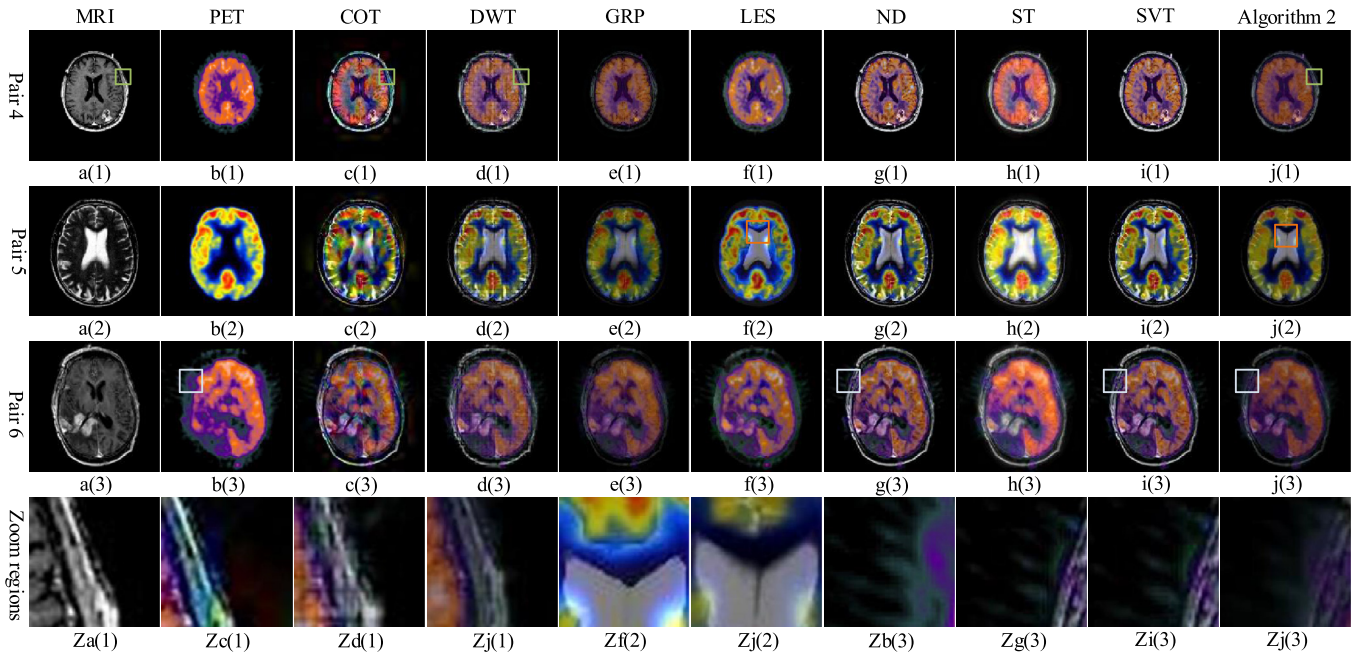 MRI PET COT DWT GRP LES ND ST SVT Algorithm 2
Pair 4
a(1) b(1) c(1) d(1) e(1) f(1) g(1) h(1) i(1) j(1)
Pair 5
a(2) b(2) c(2) d(2) e(2) f(2) g(2) h(2) i(2) j(2)
Pair 6
a(3) b(3) c(3) d(3) e(3) f(3) g(3) h(3) i(3) j(3)
Zoom regions
Za(1) Zc(1) Zd(1) Zj(1) Zf(2) Zj(2) Zb(3) Zg(3) Zi(3) Zj(3)